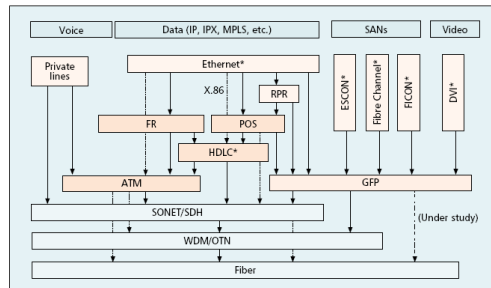 Voice
Data (IP, IPX, MPLS, etc.)
SANs
Video
Private
lines
Ethernet*
X.86
RPR
ESCON*
Fibre Channel*
FICON*
DVI*
FR
POS
HDLC*
ATM
GFP
SONET/SDH
(Under study)
WDM/OTN
Fiber